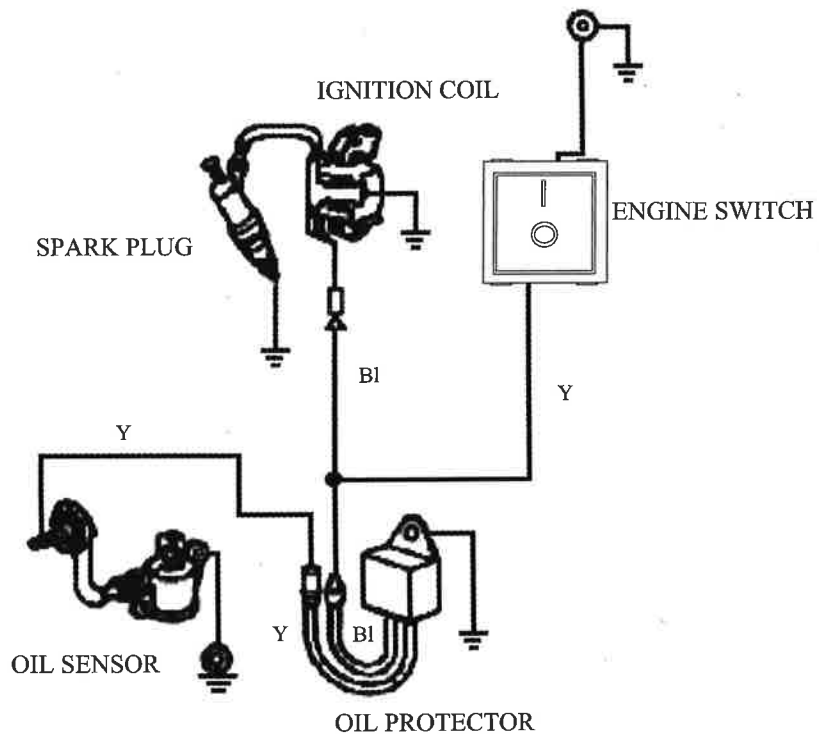 IGNITION COIL
ENGINE SWITCH
SPARK PLUG
Bl
Y
Y
Y
Bl
OIL SENSOR
OIL PROTECTOR